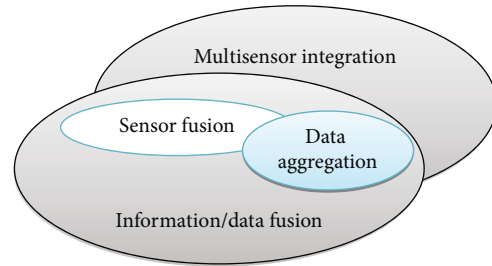 Multisensor integration
Sensor fusion
Data
aggregation
Information/data fusion